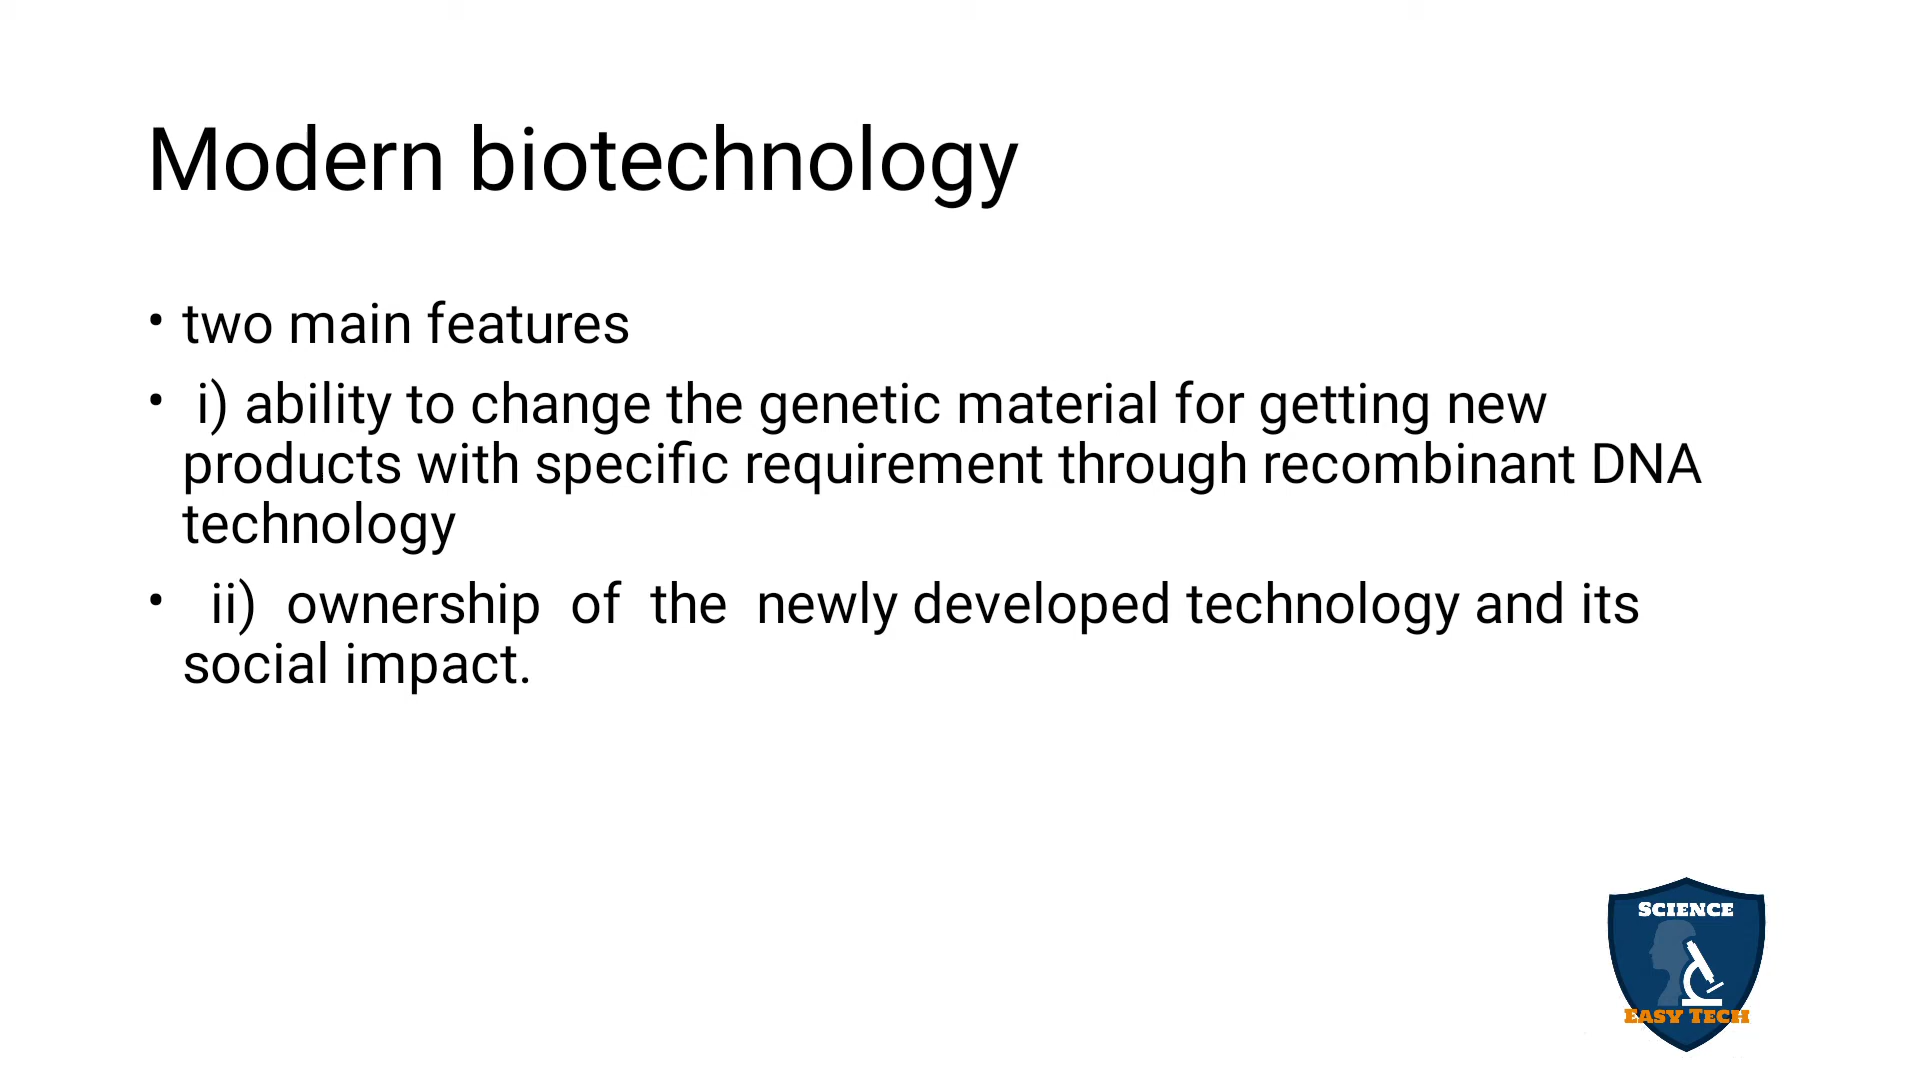 Modern biotechnology
• two main features
• i) ability to change the genetic material for getting new
products with specific requirement through recombinant DNA
technology
• ii) ownership of the newly developed technology and its
social impact.
SCIENCE
EASY TECH